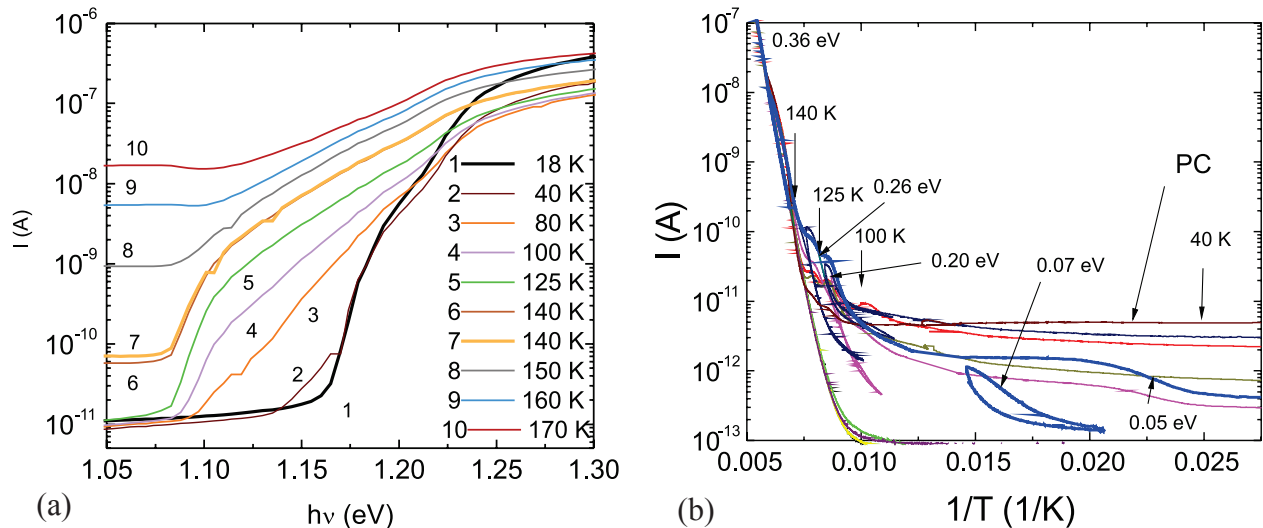 10⁻⁶
10⁻⁷
10⁻⁸
10⁻⁹
10⁻¹⁰
10⁻¹¹
10⁻¹²
I (A)
10
9
8
7
6
5
4
3
2
1
1 18 K
2 40 K
3 80 K
4 100 K
5 125 K
6 140 K
7 140 K
8 150 K
9 160 K
10 170 K
1.05 1.10 1.15 1.20 1.25 1.30
(a) hν (eV)
10⁻⁷
10⁻⁸
10⁻⁹
10⁻¹⁰
10⁻¹¹
10⁻¹²
10⁻¹³
I (A)
0.36 eV
140 K
125 K
0.26 eV
100 K
0.20 eV
PC
40 K
0.07 eV
0.05 eV
0.005 0.010 0.015 0.020 0.025
(b) 1/T (1/K)